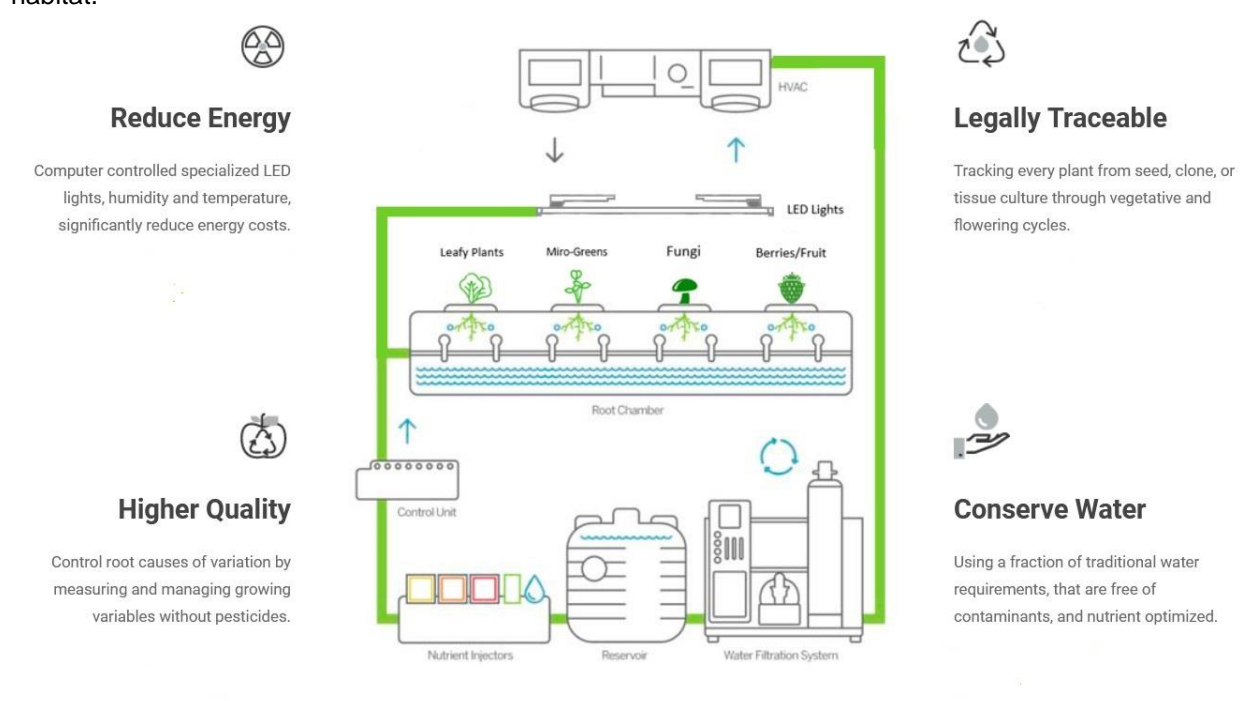 habitat.
Reduce Energy
Computer controlled specialized LED
lights, humidity and temperature,
significantly reduce energy costs.
Higher Quality
Control root causes of variation by
measuring and managing growing
variables without pesticides.
HVAC
LED Lights
Leafy Plants
Miro-Greens
Fungi
Berries/Fruit
Root Chamber
Control Unit
Nutrient Injectors
Reservoir
Water Filtration System
Legally Traceable
Tracking every plant from seed, clone, or
tissue culture through vegetative and
flowering cycles.
Conserve Water
Using a fraction of traditional water
requirements, that are free of
contaminants, and nutrient optimized.